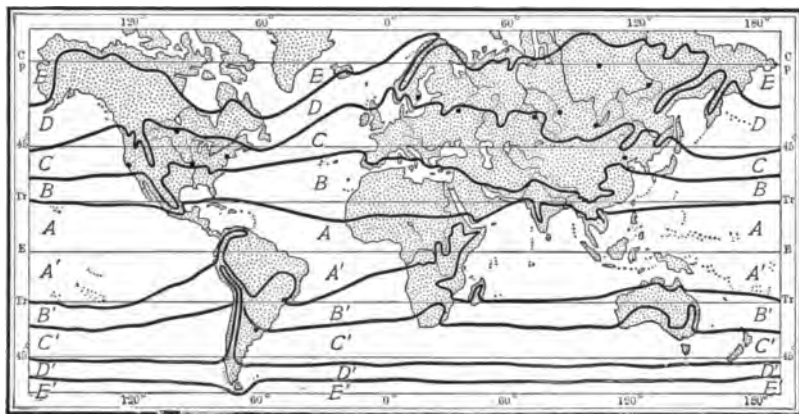 120° 60° 0° 60° 120° 180°
C p E E C p
D D
45° C C 45°
B B B
Tr A A A Tr
E E
A' A' A'
Tr B' B' B' Tr
C' C' C'
45° D' D' 45°
E' E'
120° 60° 0° 60° 120° 180°